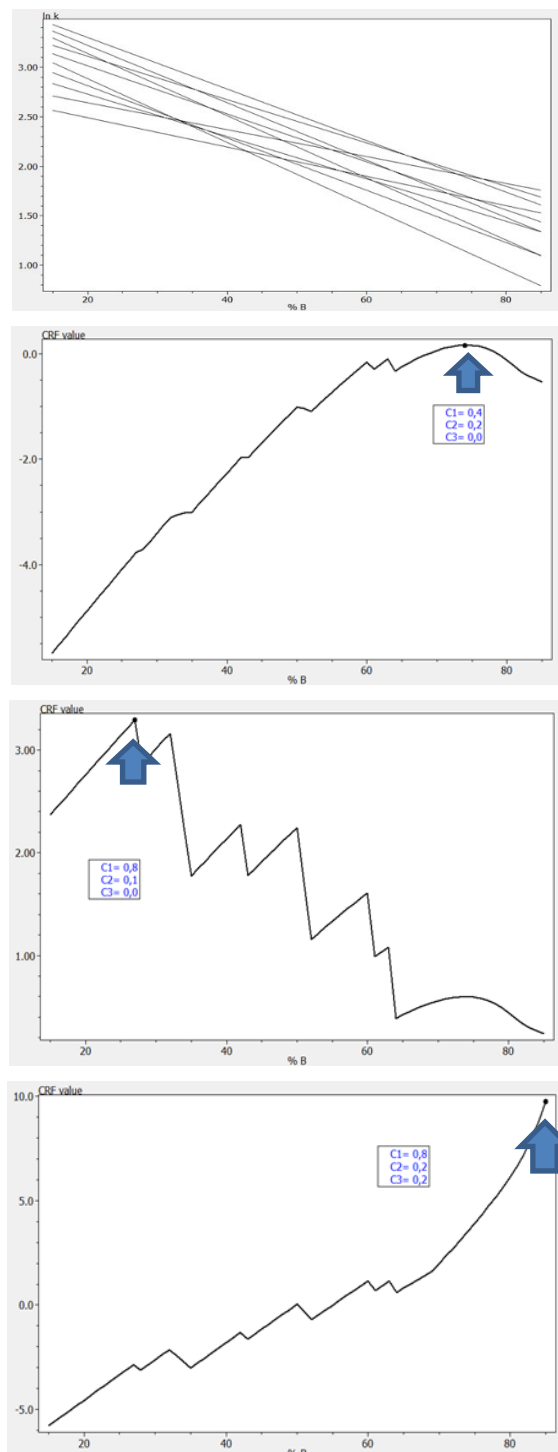 ln k
3.00
2.50
2.00
1.50
1.00
20 40 60 80
% B
CRF value
0.0
C1= 0,4
C2= 0,2
C3= 0,0
-2.0
-4.0
20 40 60 80
% B
CRF value
3.00
2.00
C1= 0,8
C2= 0,1
C3= 0,0
1.00
20 40 60 80
% B
CRF value
10.0
C1= 0,8
C2= 0,2
C3= 0,2
5.0
0.0
-5.0
20 40 60 80
% B